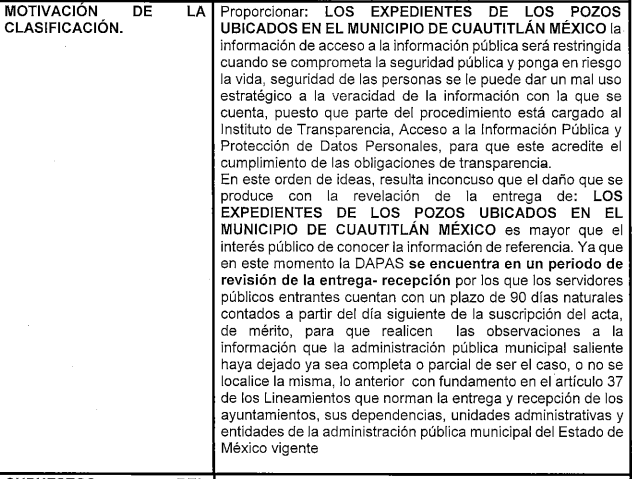 MOTIVACIÓN DE LA
CLASIFICACIÓN.
Proporcionar: LOS EXPEDIENTES DE LOS POZOS
UBICADOS EN EL MUNICIPIO DE CUAUTITLÁN MÉXICO la
información de acceso a la información pública será restringida
cuando se comprometa la seguridad pública y ponga en riesgo
la vida, seguridad de las personas se le puede dar un mal uso
estratégico a la veracidad de la información con la que se
cuenta, puesto que parte del procedimiento está cargado al
Instituto de Transparencia, Acceso a la Información Pública y
Protección de Datos Personales, para que este acredite el
cumplimiento de las obligaciones de transparencia.
En este orden de ideas, resulta inconcuso que el daño que se
produce con la revelación de la entrega de: LOS
EXPEDIENTES DE LOS POZOS UBICADOS EN EL
MUNICIPIO DE CUAUTITLÁN MÉXICO es mayor que el
interés público de conocer la información de referencia. Ya que
en este momento la DAPAS se encuentra en un periodo de
revisión de la entrega- recepción por los que los servidores
públicos entrantes cuentan con un plazo de 90 días naturales
contados a partir del día siguiente de la suscripción del acta,
de mérito, para que realicen las observaciones a la
información que la administración pública municipal saliente
haya dejado ya sea completa o parcial de ser el caso, o no se
localice la misma, lo anterior con fundamento en el artículo 37
de los Lineamientos que norman la entrega y recepción de los
ayuntamientos, sus dependencias, unidades administrativas y
entidades de la administración pública municipal del Estado de
México vigente